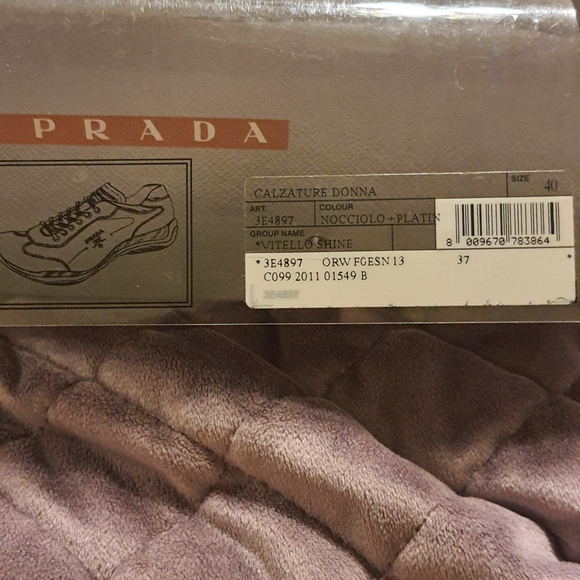 PRADA
CALZATURE DONNA
SIZE
40
ART.
3E4897
COLOUR
NOCCIOLO+PLATIN
GROUP NAME
*VITELLO SHINE
8 009670 783864
*3E4897 ORW F0ESN 13 37 *
C099 2011 01549 B
3E4897